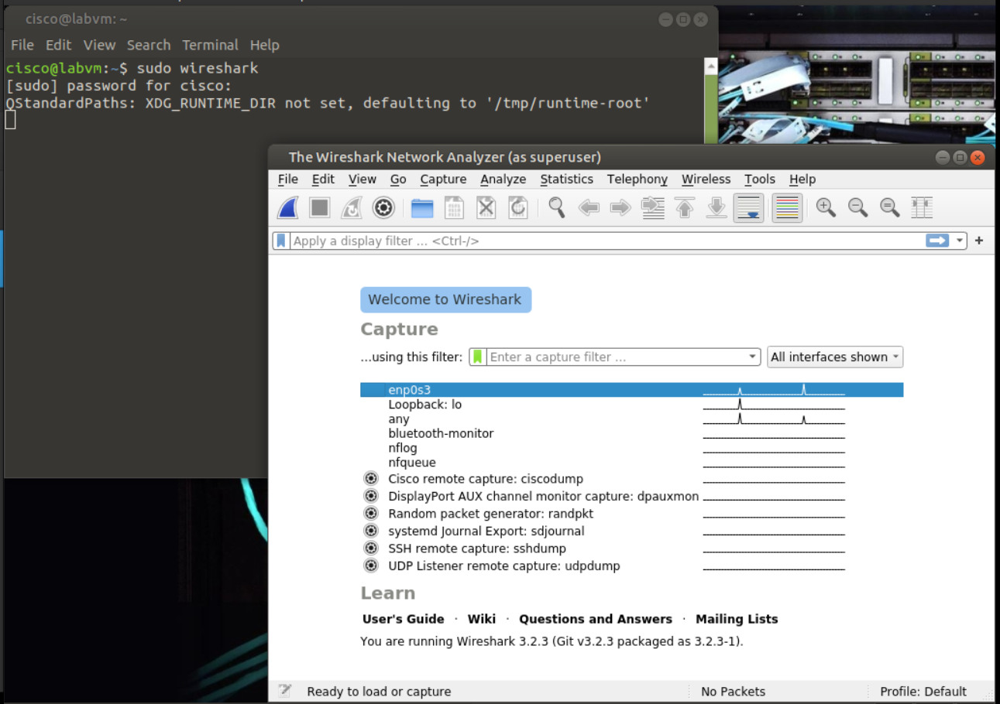 cisco@labvm: ~
File Edit View Search Terminal Help
cisco@labvm:~$ sudo wireshark
[sudo] password for cisco:
QStandardPaths: XDG_RUNTIME_DIR not set, defaulting to '/tmp/runtime-root'
The Wireshark Network Analyzer (as superuser)
File Edit View Go Capture Analyze Statistics Telephony Wireless Tools Help
Apply a display filter ... <Ctrl-/>
+
Welcome to Wireshark
Capture
...using this filter: Enter a capture filter ... All interfaces shown
enp0s3
Loopback: lo
any
bluetooth-monitor
nflog
nfqueue
Cisco remote capture: ciscodump
DisplayPort AUX channel monitor capture: dpauxmon
Random packet generator: randpkt
systemd Journal Export: sdjournal
SSH remote capture: sshdump
UDP Listener remote capture: udpdump
Learn
User's Guide · Wiki · Questions and Answers · Mailing Lists
You are running Wireshark 3.2.3 (Git v3.2.3 packaged as 3.2.3-1).
Ready to load or capture No Packets Profile: Default